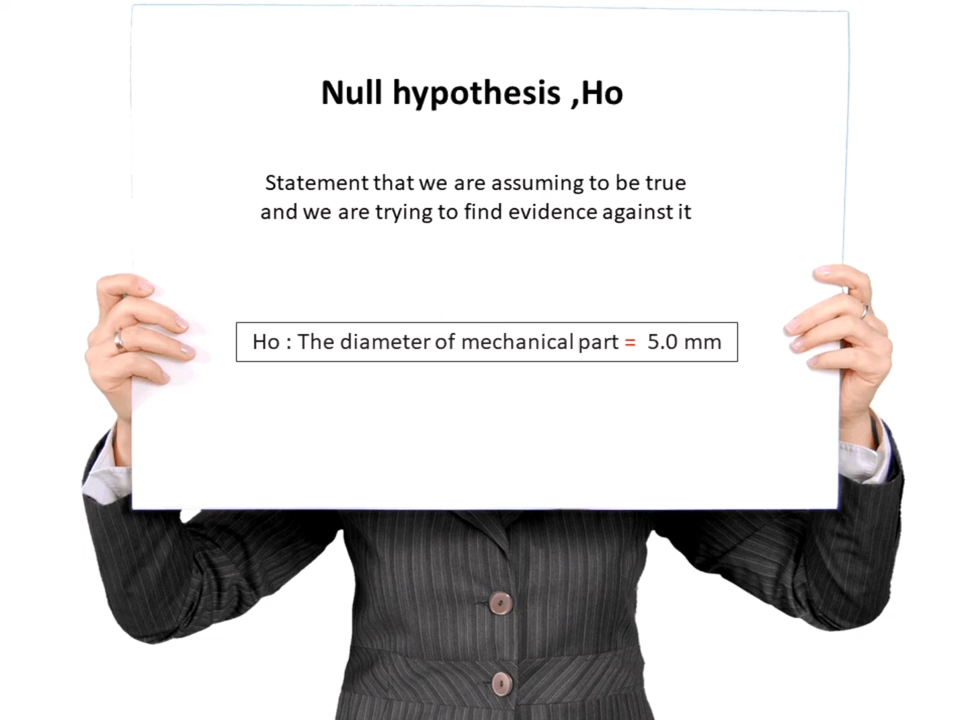 Null hypothesis ,Ho
Statement that we are assuming to be true
and we are trying to find evidence against it
Ho : The diameter of mechanical part = 5.0 mm